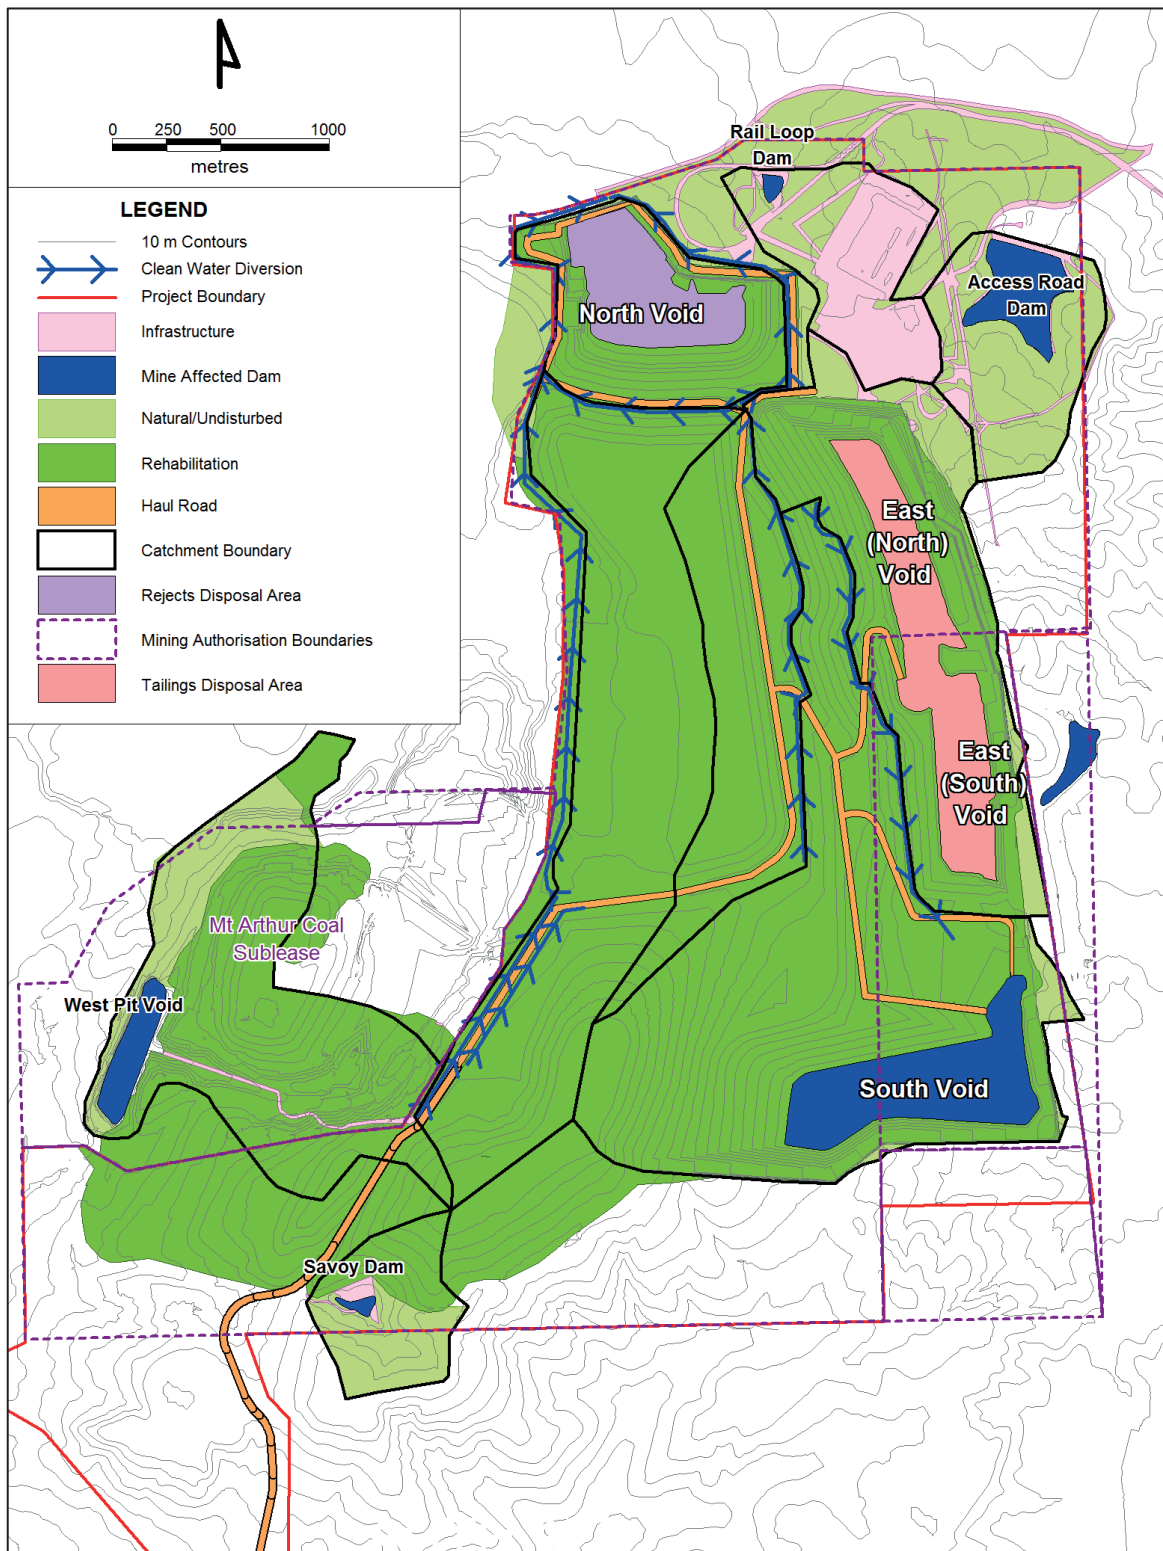 0 250 500 1000
metres
LEGEND
10 m Contours
Clean Water Diversion
Project Boundary
Infrastructure
Mine Affected Dam
Natural/Undisturbed
Rehabilitation
Haul Road
Catchment Boundary
Rejects Disposal Area
Mining Authorisation Boundaries
Tailings Disposal Area
Rail Loop
Dam
Access Road
Dam
North Void
East
(North)
Void
East
(South)
Void
Mt Arthur Coal
Sublease
West Pit Void
South Void
Savoy Dam